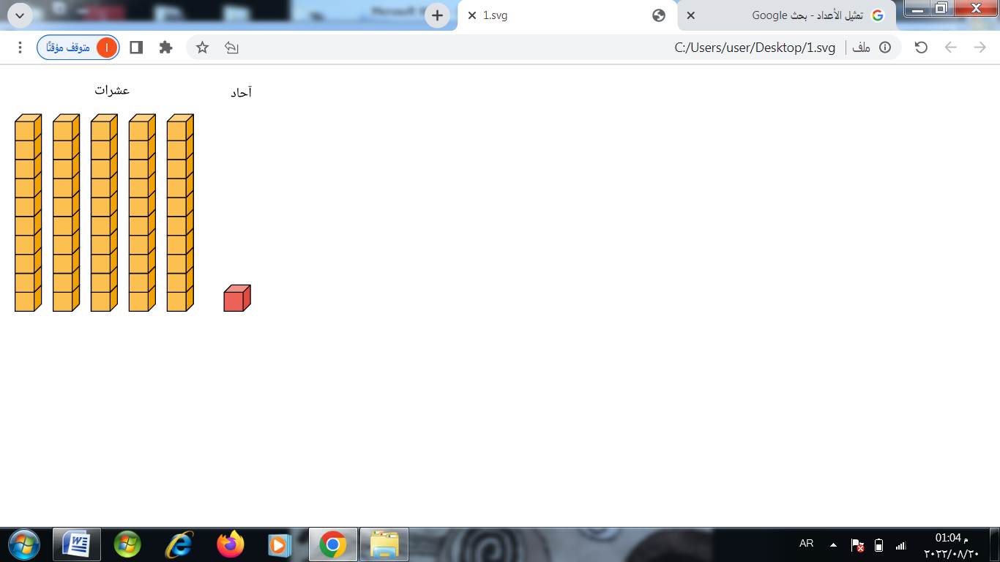 تمثيل الأعداد - بحث Google
1.svg
ملف C:/Users/user/Desktop/1.svg
متوقف مؤقتًا
آحاد
عشرات
AR
01:04 م
٢٠٢٢/٠٨/٢٠